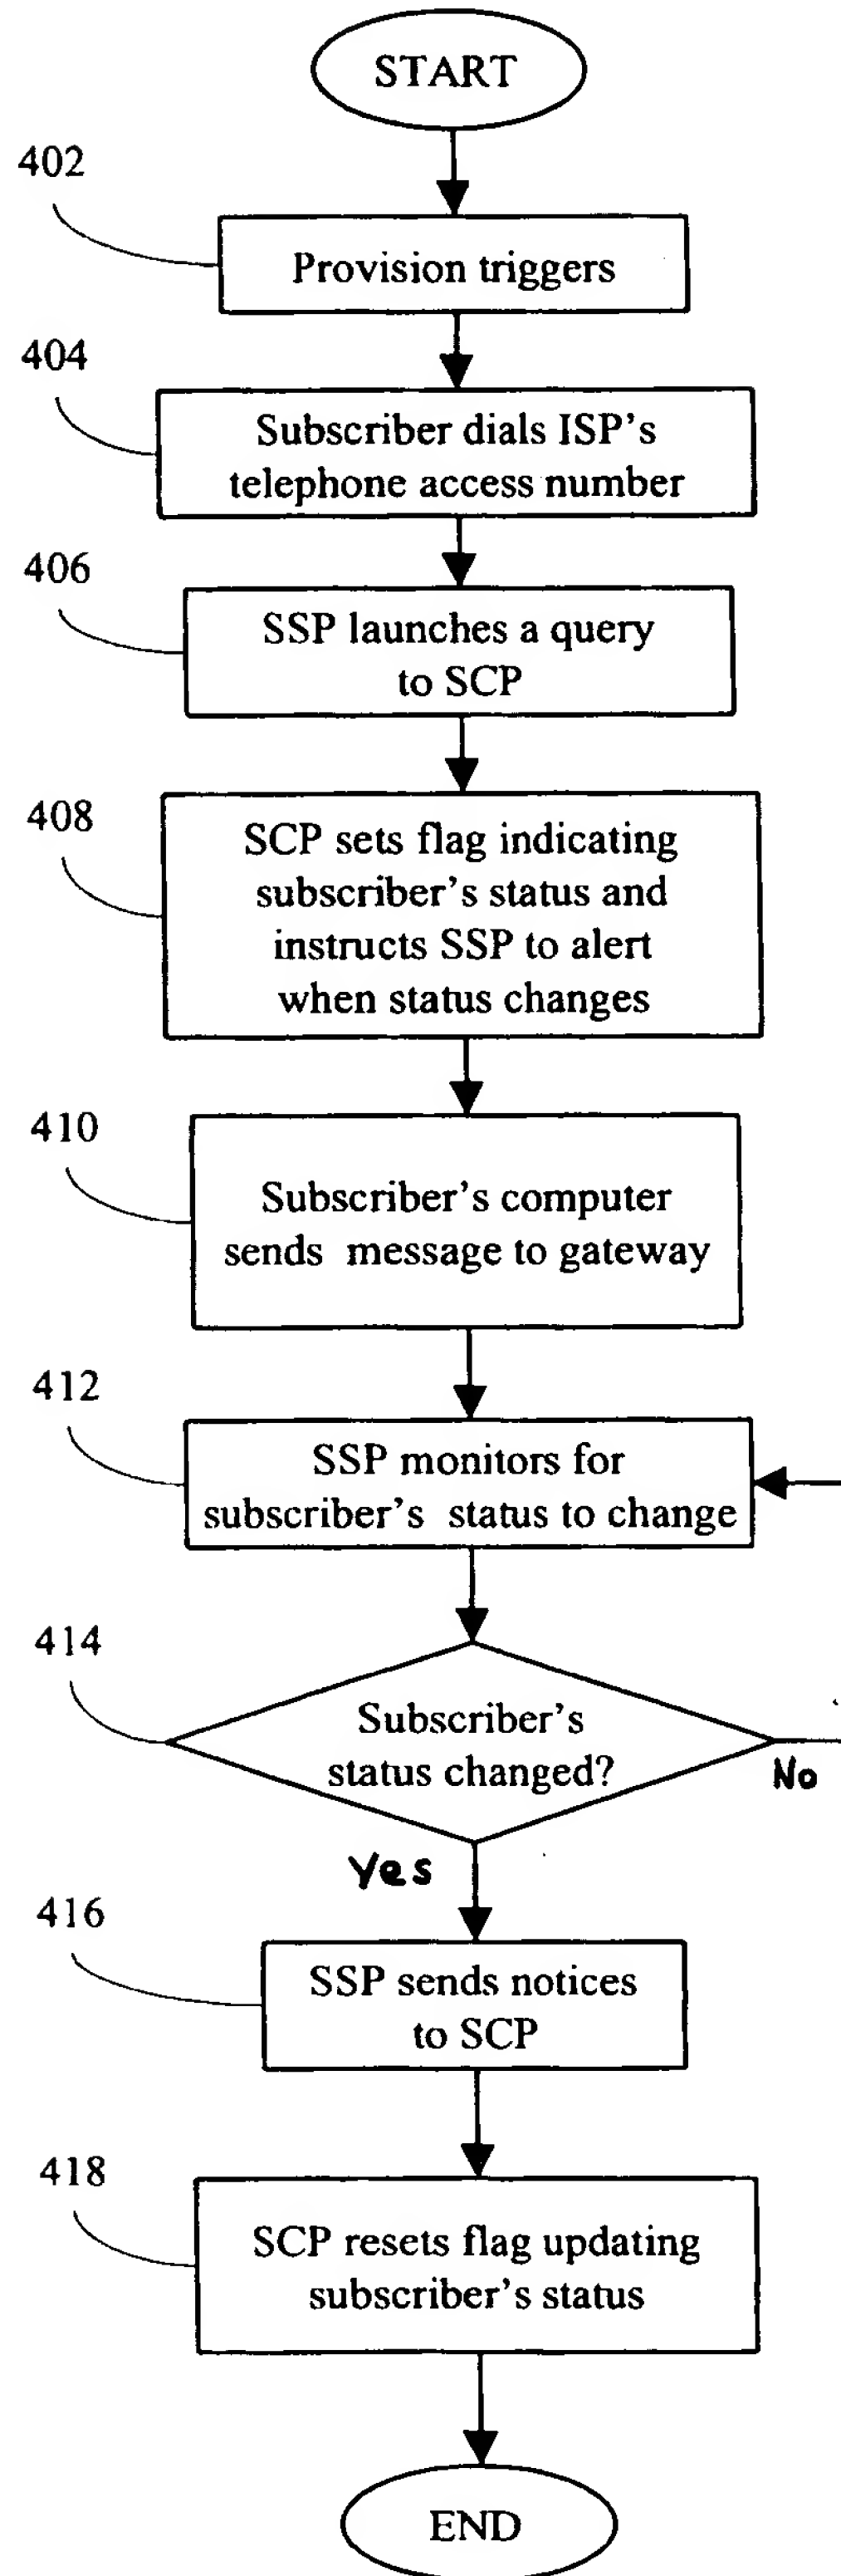 START
402
Provision triggers
404
Subscriber dials ISP's
telephone access number
406
SSP launches a query
to SCP
408
SCP sets flag indicating
subscriber's status and
instructs SSP to alert
when status changes
410
Subscriber's computer
sends message to gateway
412
SSP monitors for
subscriber's status to change
414
Subscriber's
status changed?
No
Yes
416
SSP sends notices
to SCP
418
SCP resets flag updating
subscriber's status
END